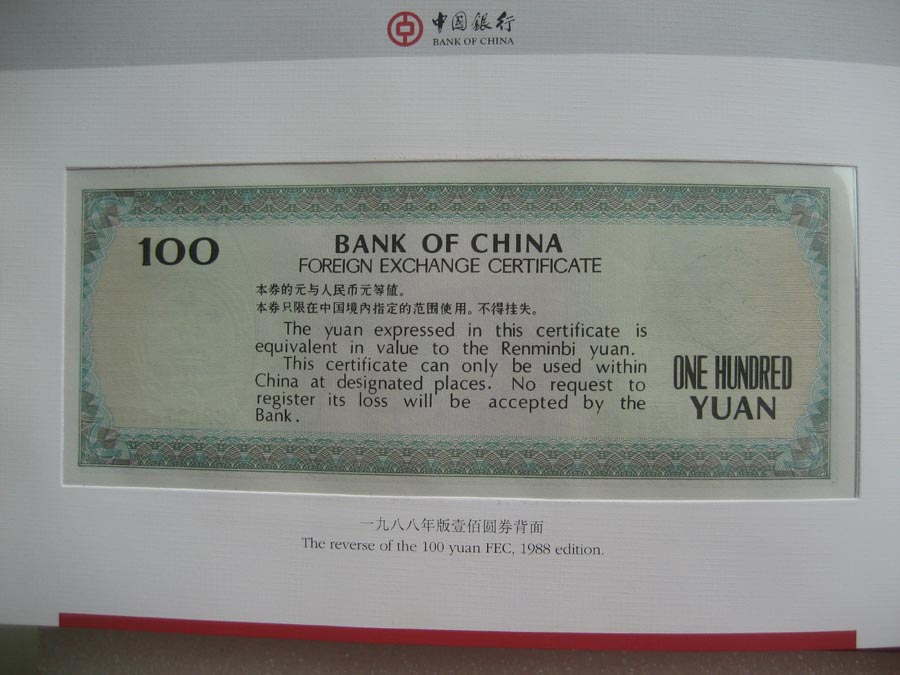 中国銀行
BANK OF CHINA
100
BANK OF CHINA
FOREIGN EXCHANGE CERTIFICATE
本券的元与人民币元等值。
本券只限在中国境内指定的范围使用。不得挂失。
The yuan expressed in this certificate is
equivalent in value to the Renminbi yuan.
This certificate can only be used within
China at designated places. No request to
register its loss will be accepted by the
Bank.
ONE HUNDRED
YUAN
一九八八年版壹佰圆券背面
The reverse of the 100 yuan FEC, 1988 edition.